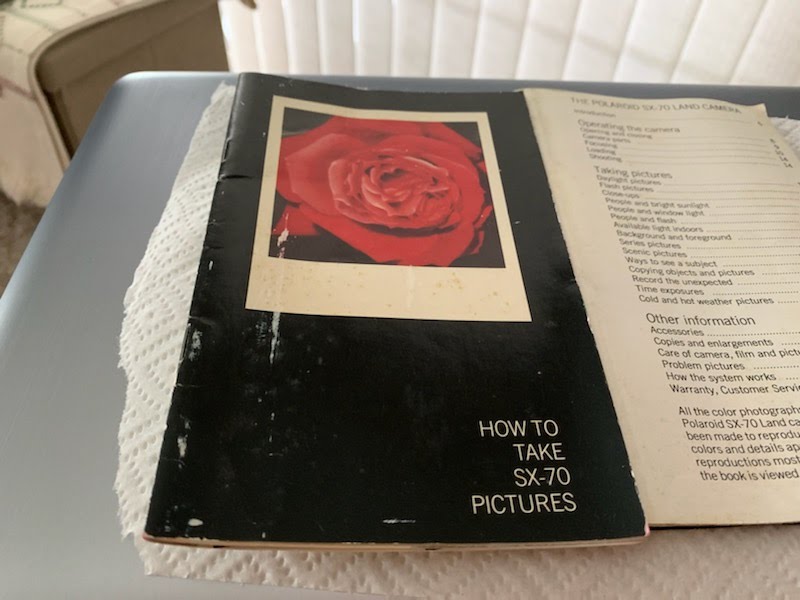 HOW TO
TAKE
SX-70
PICTURES
THE POLAROID SX-70 LAND CAMERA
Introduction
Operating the camera
Opening and closing
Camera parts
Focusing
Loading
Shooting
Taking pictures
Daylight pictures
Flash pictures
Close-ups
People and bright sunlight
People and window light
People and flash
Available light indoors
Background and foreground
Series pictures
Scenic pictures
Ways to see a subject
Copying objects and pictures
Record the unexpected
Time exposures
Cold and hot weather pictures
Other information
Accessories
Copies and enlargements
Care of camera, film and pict
Problem pictures
How the system works
Warranty, Customer Servi
All the color photograph
Polaroid SX-70 Land ca
been made to reprodu
colors and details ap
reproductions most
the book is viewed